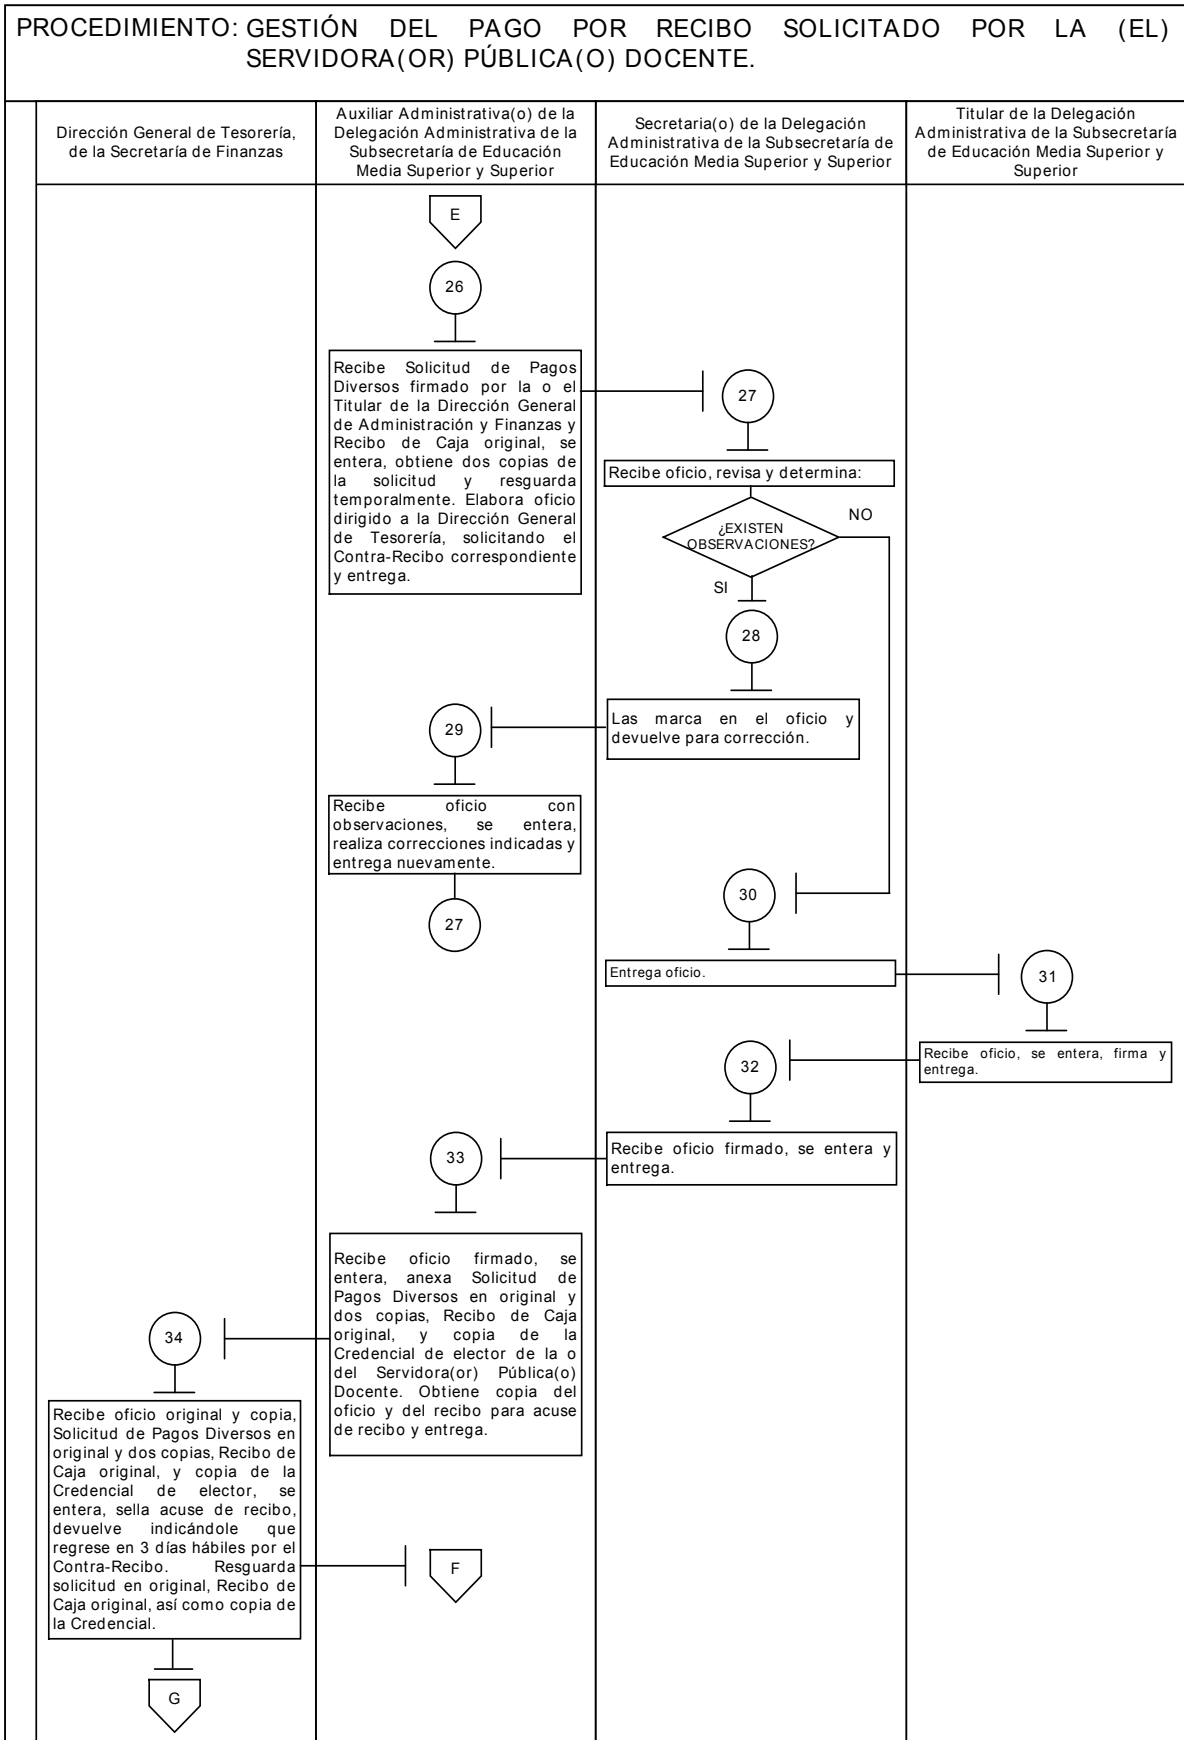 PROCEDIMIENTO: GESTIÓN DEL PAGO POR RECIBO SOLICITADO POR LA (EL)
SERVIDORA(OR) PÚBLICA(O) DOCENTE.
Dirección General de Tesorería,
de la Secretaría de Finanzas
Auxiliar Administrativa(o) de la
Delegación Administrativa de la
Subsecretaría de Educación
Media Superior y Superior
Secretaria(o) de la Delegación
Administrativa de la Subsecretaría de
Educación Media Superior y Superior
Titular de la Delegación
Administrativa de la Subsecretaría
de Educación Media Superior y
Superior
E
26
Recibe Solicitud de Pagos
Diversos firmado por la o el
Titular de la Dirección General
de Administración y Finanzas y
Recibo de Caja original, se
entera, obtiene dos copias de
la solicitud y resguarda
temporalmente. Elabora oficio
dirigido a la Dirección General
de Tesorería, solicitando el
Contra-Recibo correspondiente
y entrega.
27
Recibe oficio, revisa y determina:
¿EXISTEN
OBSERVACIONES?
NO
SI
28
Las marca en el oficio y
devuelve para corrección.
29
Recibe oficio con
observaciones, se entera,
realiza correcciones indicadas y
entrega nuevamente.
27
30
Entrega oficio.
31
Recibe oficio, se entera, firma y
entrega.
32
Recibe oficio firmado, se entera y
entrega.
33
Recibe oficio firmado, se
entera, anexa Solicitud de
Pagos Diversos en original y
dos copias, Recibo de Caja
original, y copia de la
Credencial de elector de la o
del Servidora(or) Pública(o)
Docente. Obtiene copia del
oficio y del recibo para acuse
de recibo y entrega.
34
Recibe oficio original y copia,
Solicitud de Pagos Diversos en
original y dos copias, Recibo de
Caja original, y copia de la
Credencial de elector, se
entera, sella acuse de recibo,
devuelve indicándole que
regrese en 3 días hábiles por el
Contra-Recibo. Resguarda
solicitud en original, Recibo de
Caja original, así como copia de
la Credencial.
F
G